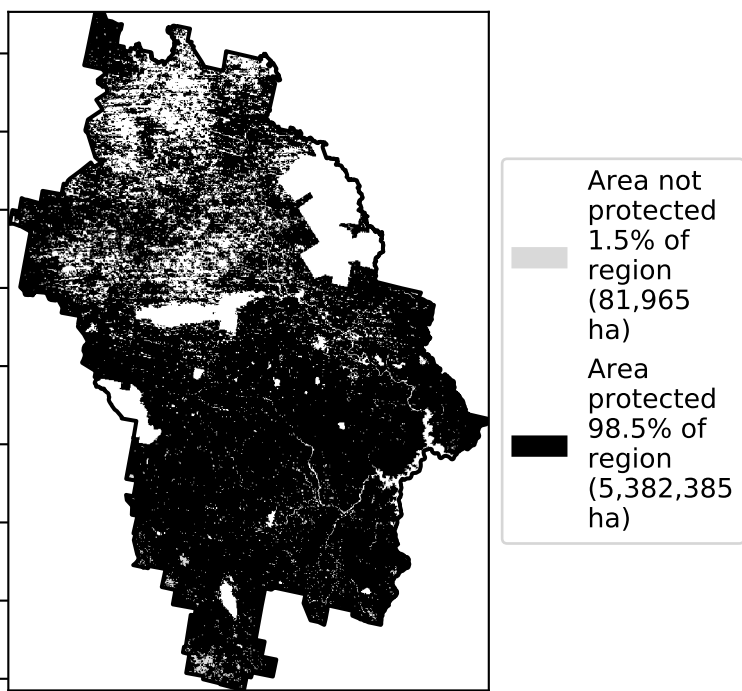 Area not
protected
1.5% of
region
(81,965
ha)
Area
protected
98.5% of
region
(5,382,385
ha)